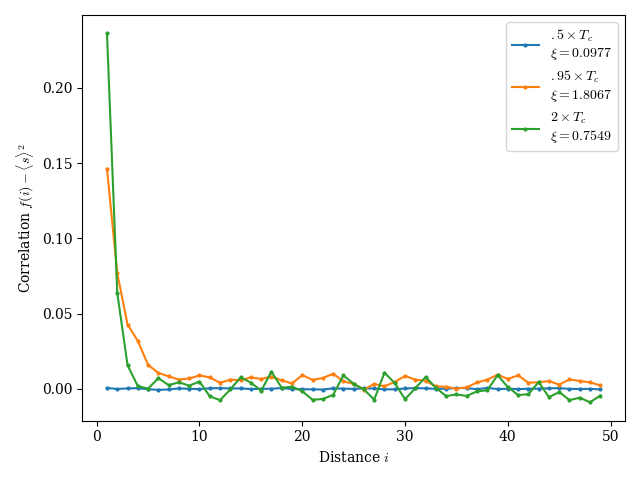 .5 × T_c
ξ = 0.0977
.95 × T_c
ξ = 1.8067
2 × T_c
ξ = 0.7549
Correlation f(i) − ⟨s⟩²
0.20
0.15
0.10
0.05
0.00
0 10 20 30 40 50
Distance i